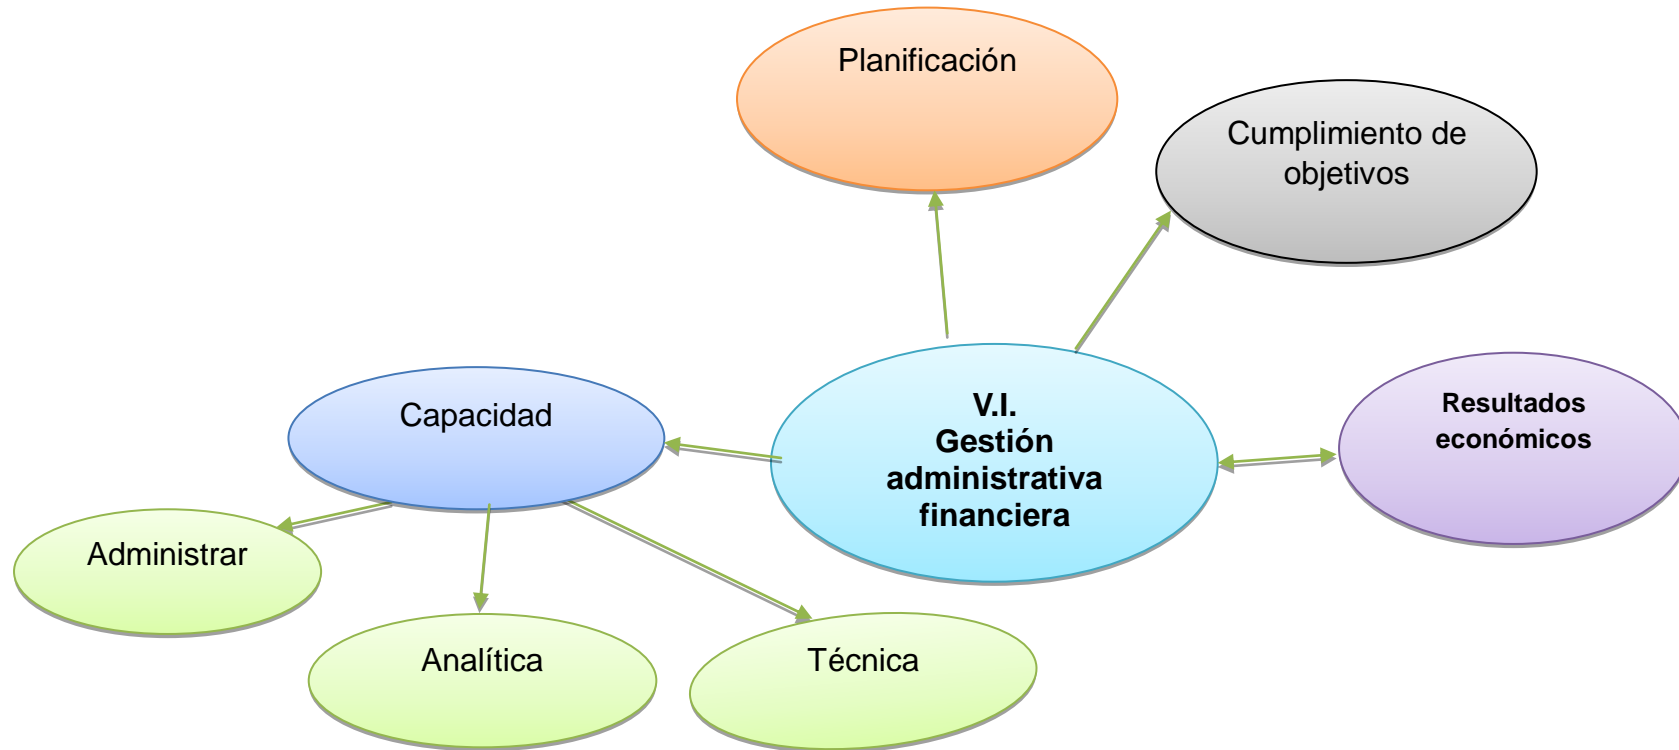 Planificación
Cumplimiento de
objetivos
Capacidad
V.I.
Gestión
administrativa
financiera
Resultados
económicos
Administrar
Analítica
Técnica